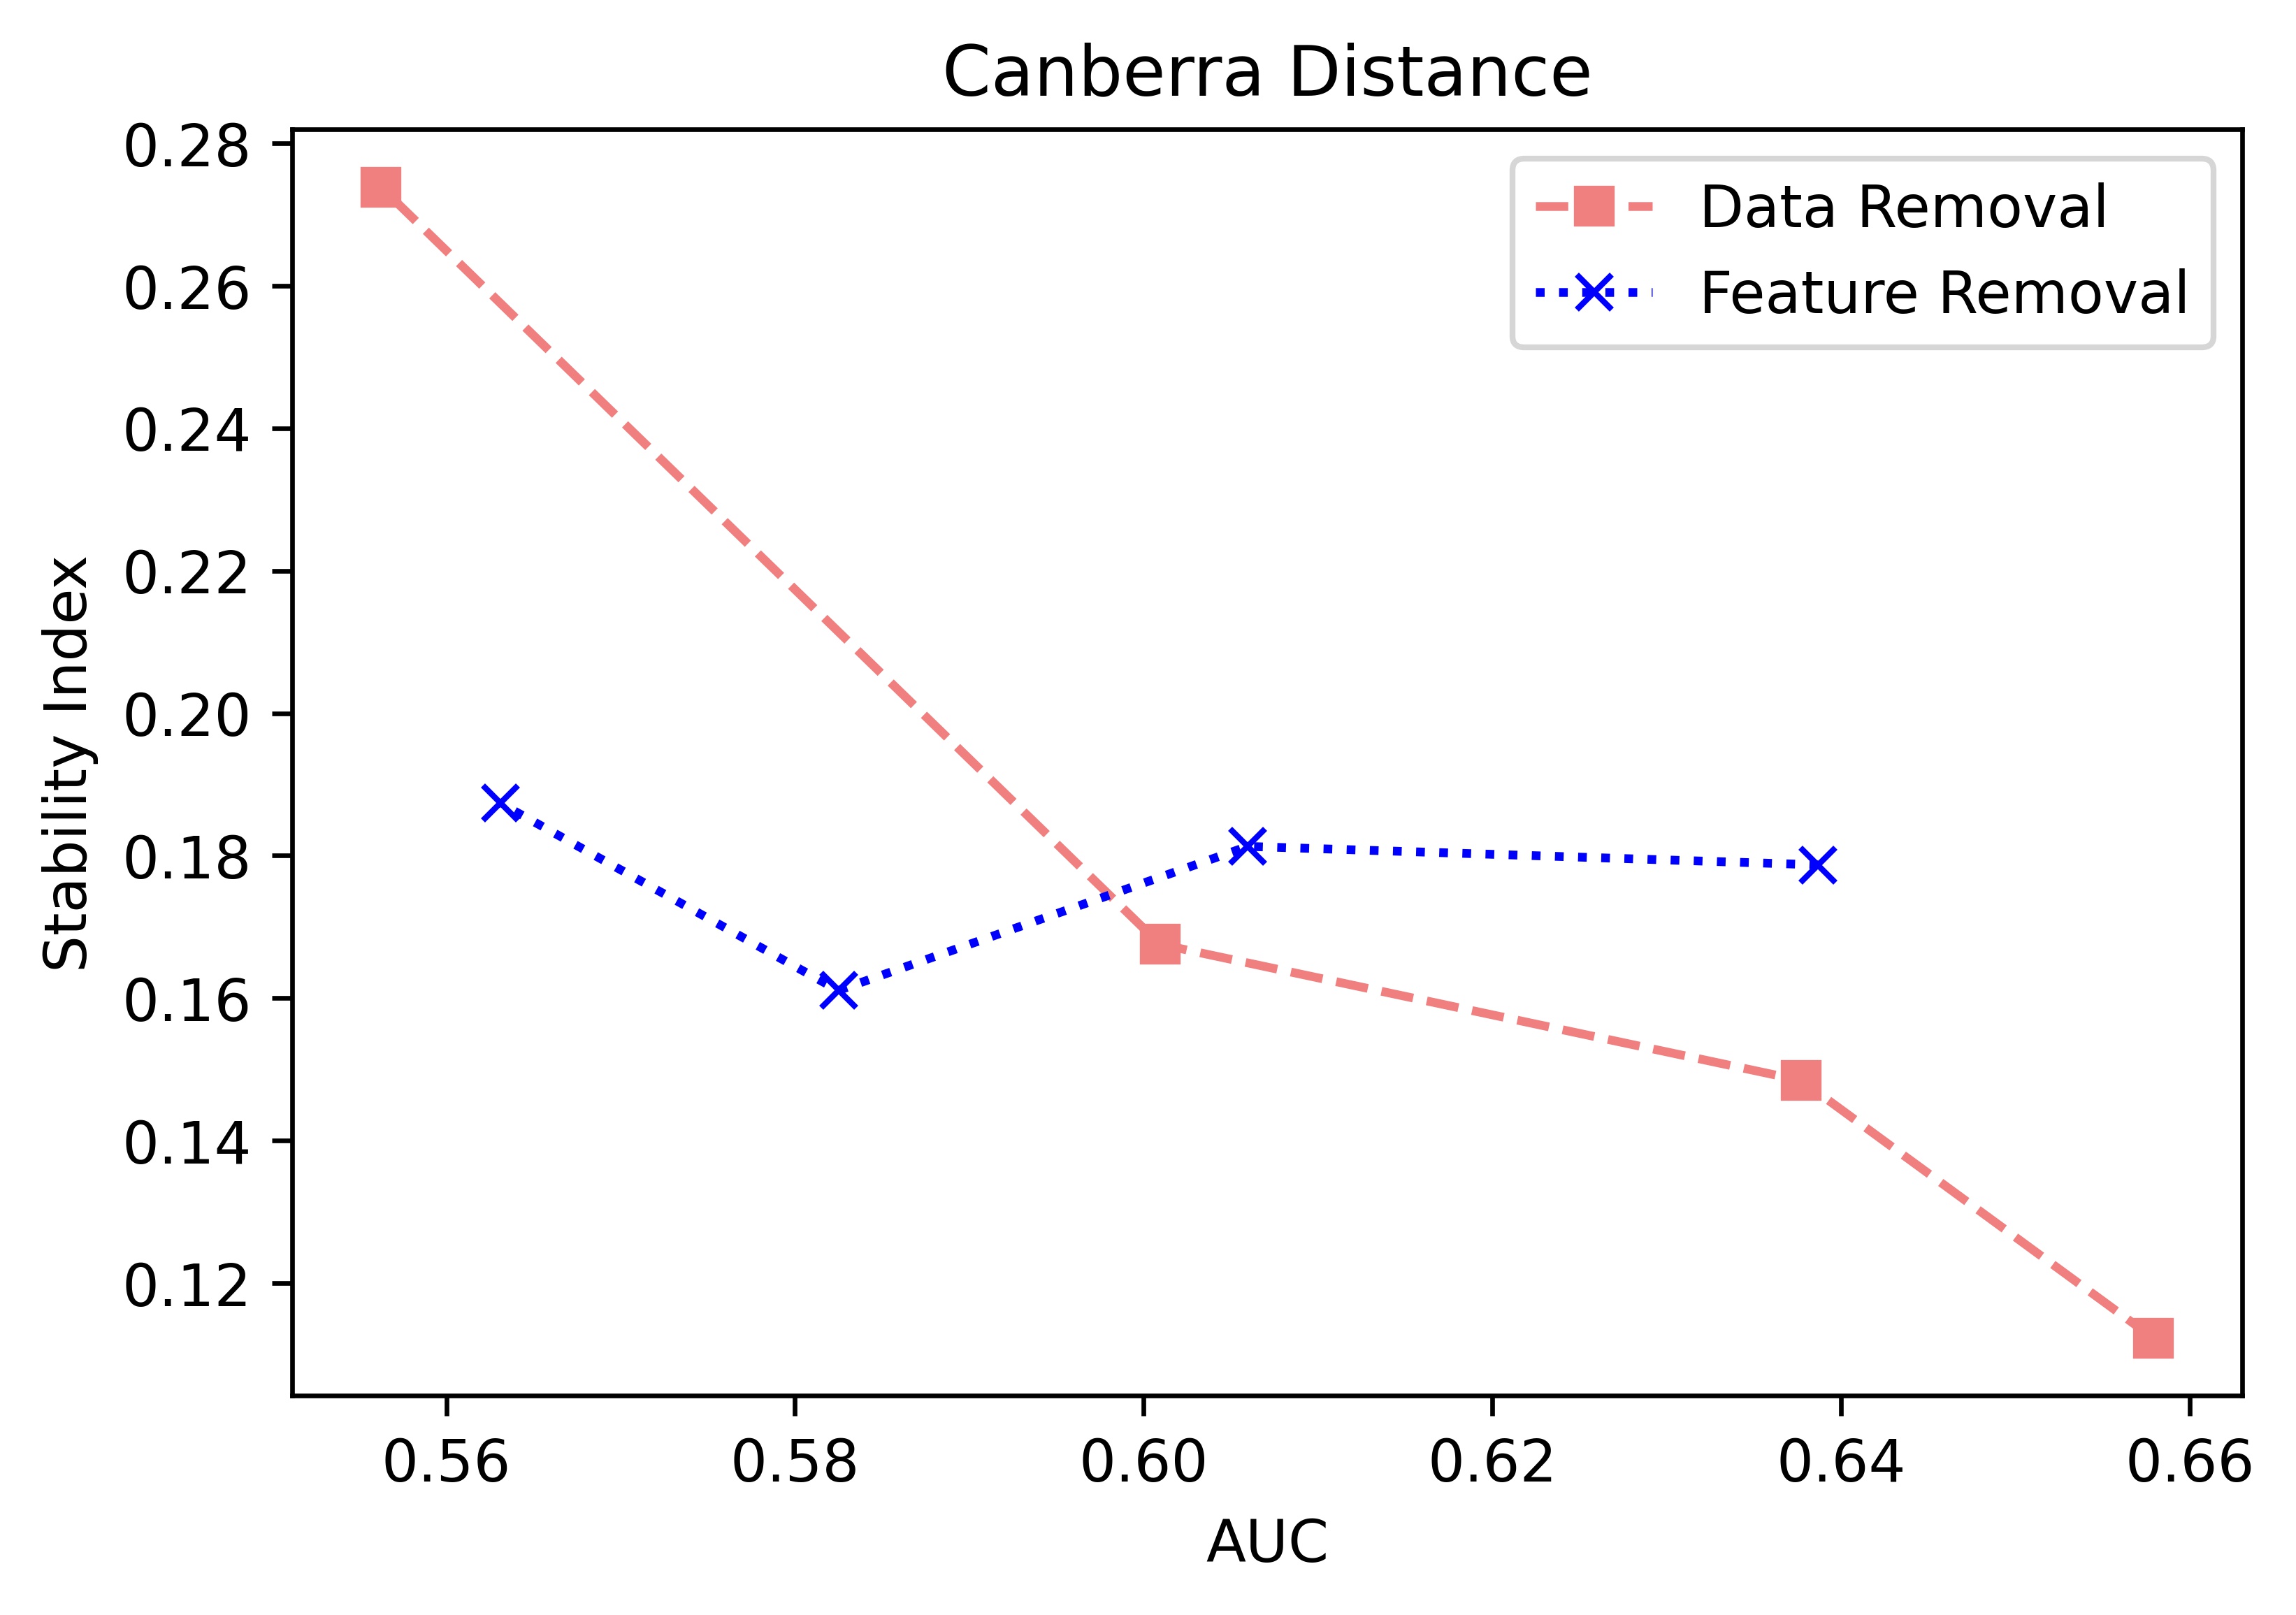 Canberra Distance
Data Removal
Feature Removal
Stability Index
0.28
0.26
0.24
0.22
0.20
0.18
0.16
0.14
0.12
0.56 0.58 0.60 0.62 0.64 0.66
AUC